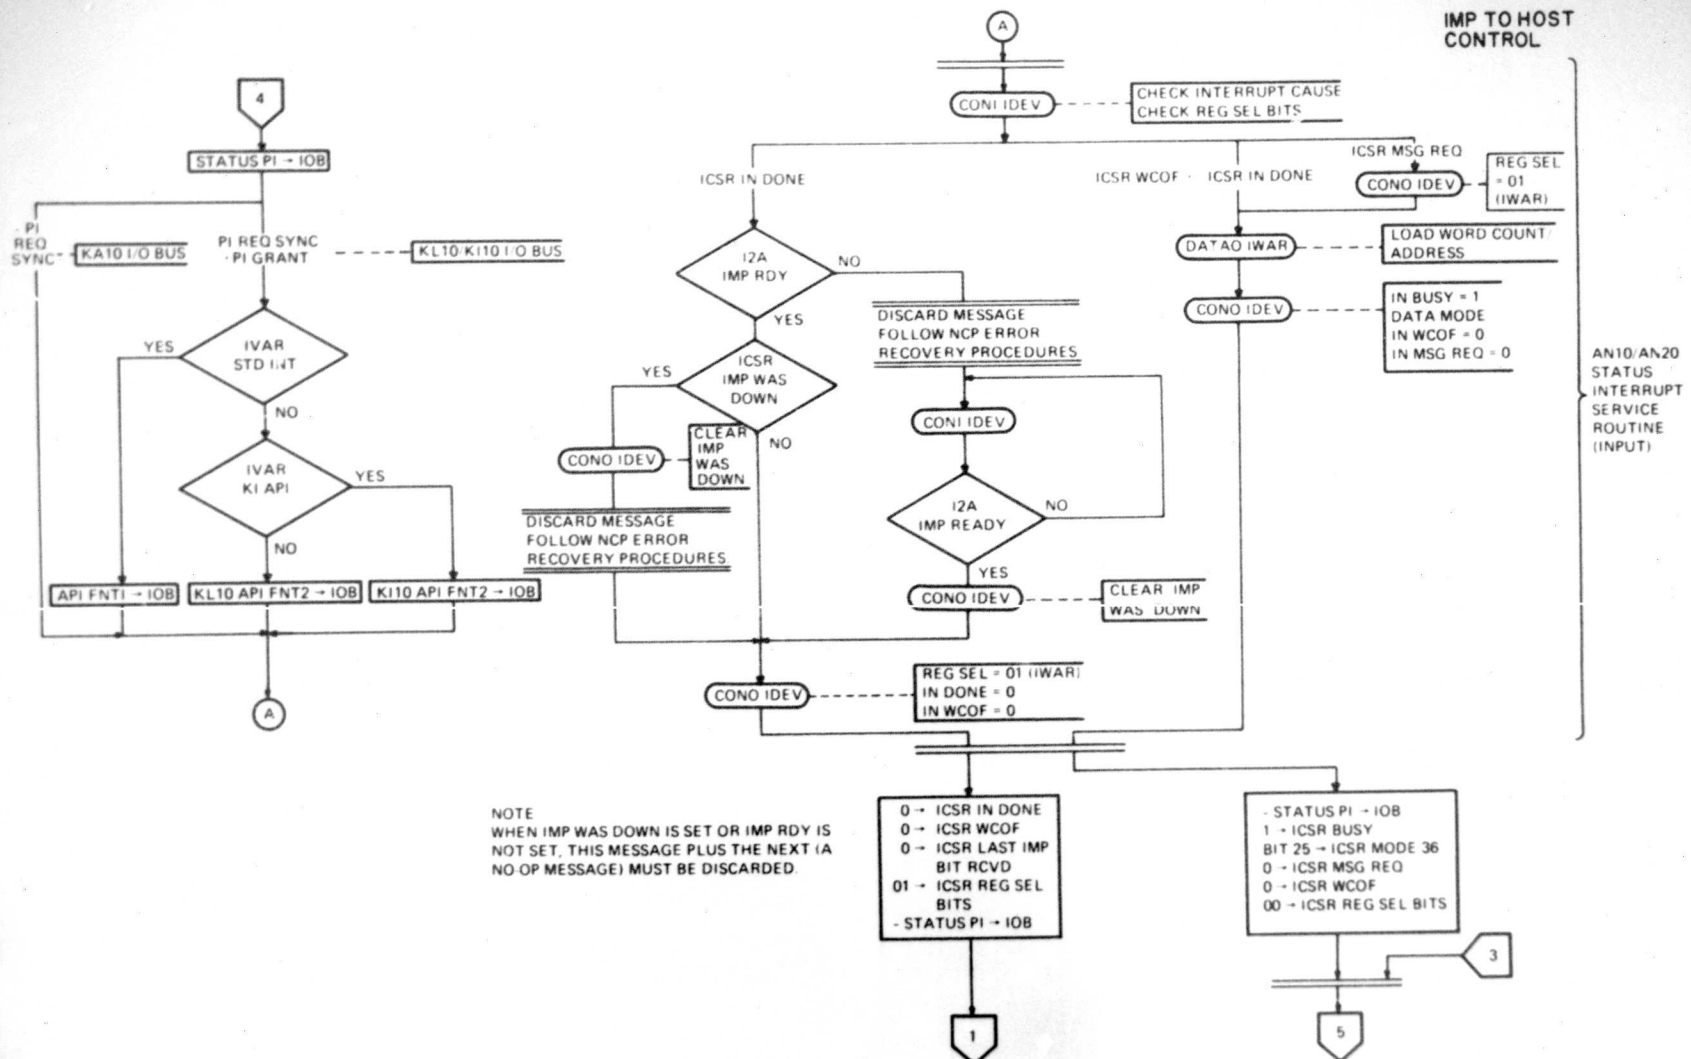 IMP TO HOST
CONTROL
4
STATUS PI → IOB
- PI
REQ
SYNC
KA10 I/O BUS
PI REQ SYNC
·PI GRANT
KL10/KI10 I/O BUS
IVAR
STD INT
YES
NO
IVAR
KI API
YES
NO
API FNT1 → IOB
KL10 API FNT2 → IOB
KI10 API FNT2 → IOB
A
A
CONI IDEV
CHECK INTERRUPT CAUSE
CHECK REG SEL BITS
ICSR IN DONE
ICSR WCOF · ICSR IN DONE
ICSR MSG REQ
CONO IDEV
REG SEL
= 01
(IWAR)
I2A
IMP RDY
NO
YES
DATAO IWAR
LOAD WORD COUNT/
ADDRESS
CONO IDEV
IN BUSY = 1
DATA MODE
IN WCOF = 0
IN MSG REQ = 0
DISCARD MESSAGE
FOLLOW NCP ERROR
RECOVERY PROCEDURES
ICSR
IMP WAS
DOWN
YES
NO
CONO IDEV
CLEAR
IMP
WAS
DOWN
DISCARD MESSAGE
FOLLOW NCP ERROR
RECOVERY PROCEDURES
CONI IDEV
I2A
IMP READY
NO
YES
CONO IDEV
CLEAR IMP
WAS DOWN
CONO IDEV
REG SEL = 01 (IWAR)
IN DONE = 0
IN WCOF = 0
AN10/AN20
STATUS
INTERRUPT
SERVICE
ROUTINE
(INPUT)
NOTE
WHEN IMP WAS DOWN IS SET OR IMP RDY IS
NOT SET, THIS MESSAGE PLUS THE NEXT (A
NO-OP MESSAGE) MUST BE DISCARDED.
0 → ICSR IN DONE
0 → ICSR WCOF
0 → ICSR LAST IMP
BIT RCVD
01 → ICSR REG SEL
BITS
- STATUS PI → IOB
1
- STATUS PI → IOB
1 → ICSR BUSY
BIT 25 → ICSR MODE 36
0 → ICSR MSG REQ
0 → ICSR WCOF
00 → ICSR REG SEL BITS
3
5